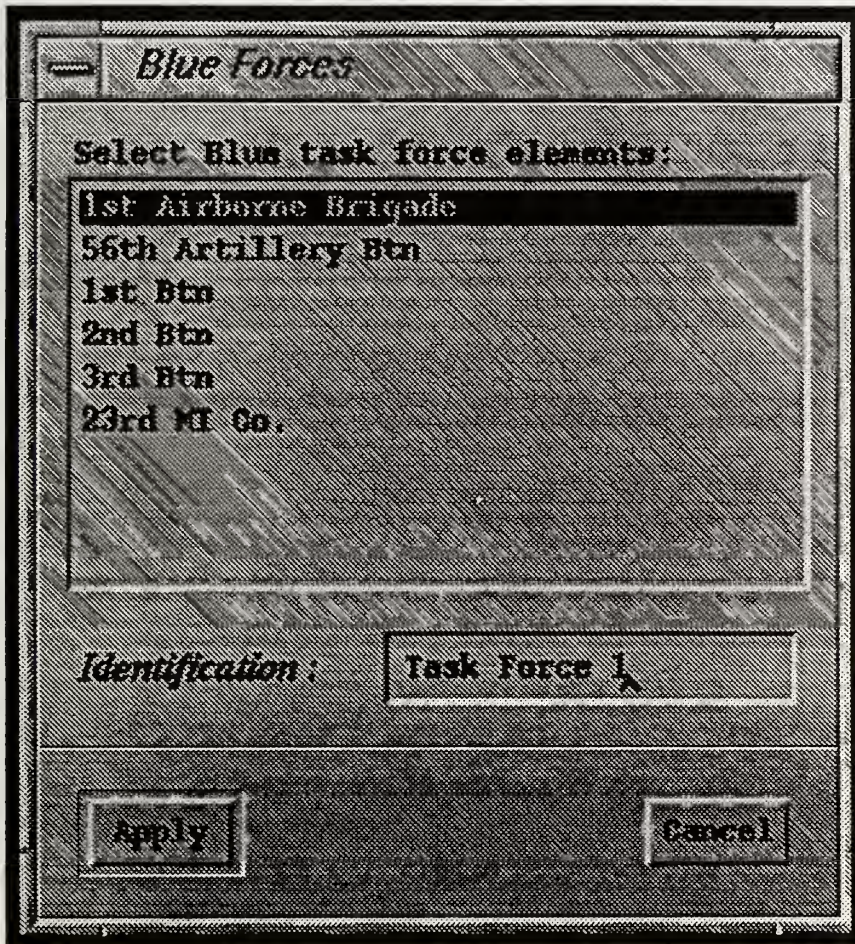 Blue Forces
Select Blue task force elements:
1st Airborne Brigade
56th Artillery Btn
1st Btn
2nd Btn
3rd Btn
23rd MI Co.
Identification :
Task Force 1
Apply
Cancel